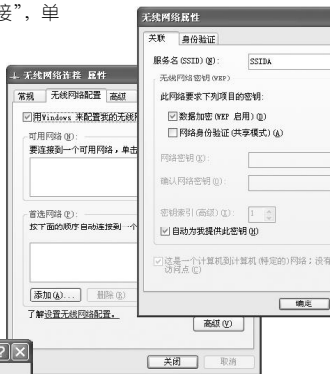 接”，单
无线网络属性
关联 身份验证
服务名(SSID)(N): SSIDA
无线网络密钥(WEP)
此网络要求下列项目的密钥:
数据加密(WEP 启用)(D)
网络身份验证(共享模式)(A)
网络密钥(K):
确认网络密钥(O):
密钥索引(高级)(X): 1
自动为我提供此密钥(H)
这是一个计算机到计算机(特定的)网络；没有
访问点(C)
确定
无线网络连接 属性
常规 无线网络配置 高级
用Windows 来配置我的无线网
可用网络(N):
要连接到一个可用网络，单击
首选网络(P):
按下面的顺序自动连接到一个
添加(A)... 删除(R)
了解设置无线网络配置。
高级(V)
关闭 取消